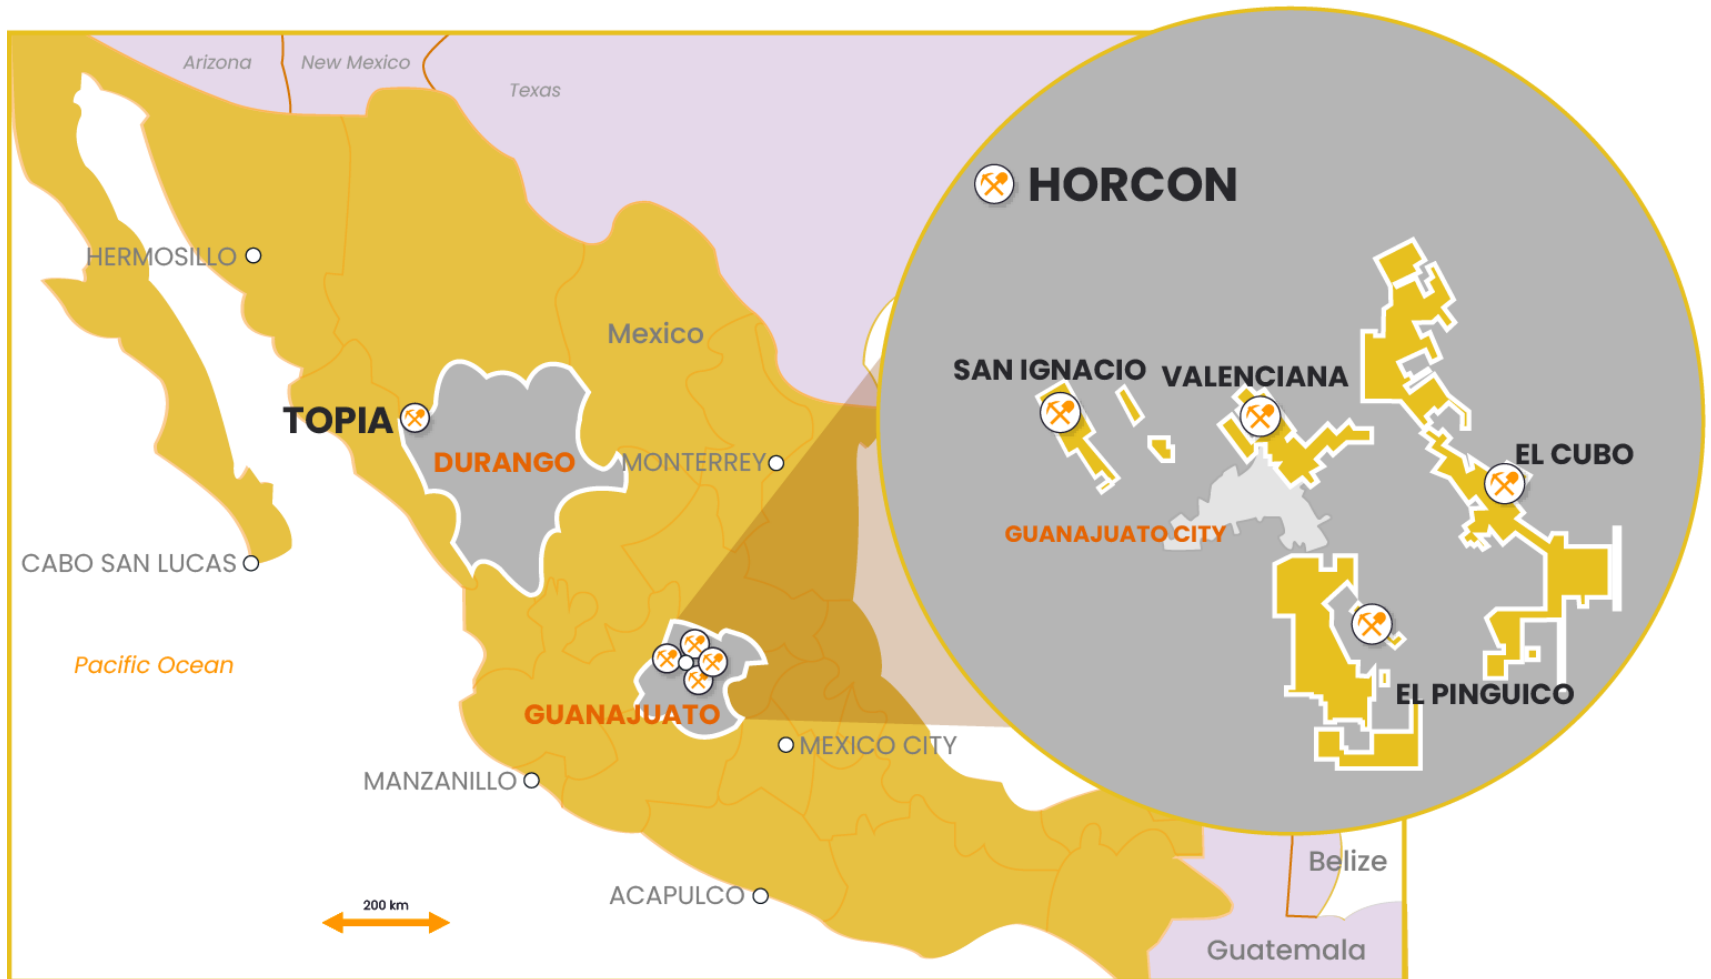 Arizona
New Mexico
Texas
HORCON
HERMOSILLO
Mexico
SAN IGNACIO
VALENCIANA
TOPIA
DURANGO
MONTERREY
EL CUBO
GUANAJUATO CITY
CABO SAN LUCAS
Pacific Ocean
EL PINGUICO
GUANAJUATO
MEXICO CITY
MANZANILLO
Belize
ACAPULCO
200 km
Guatemala